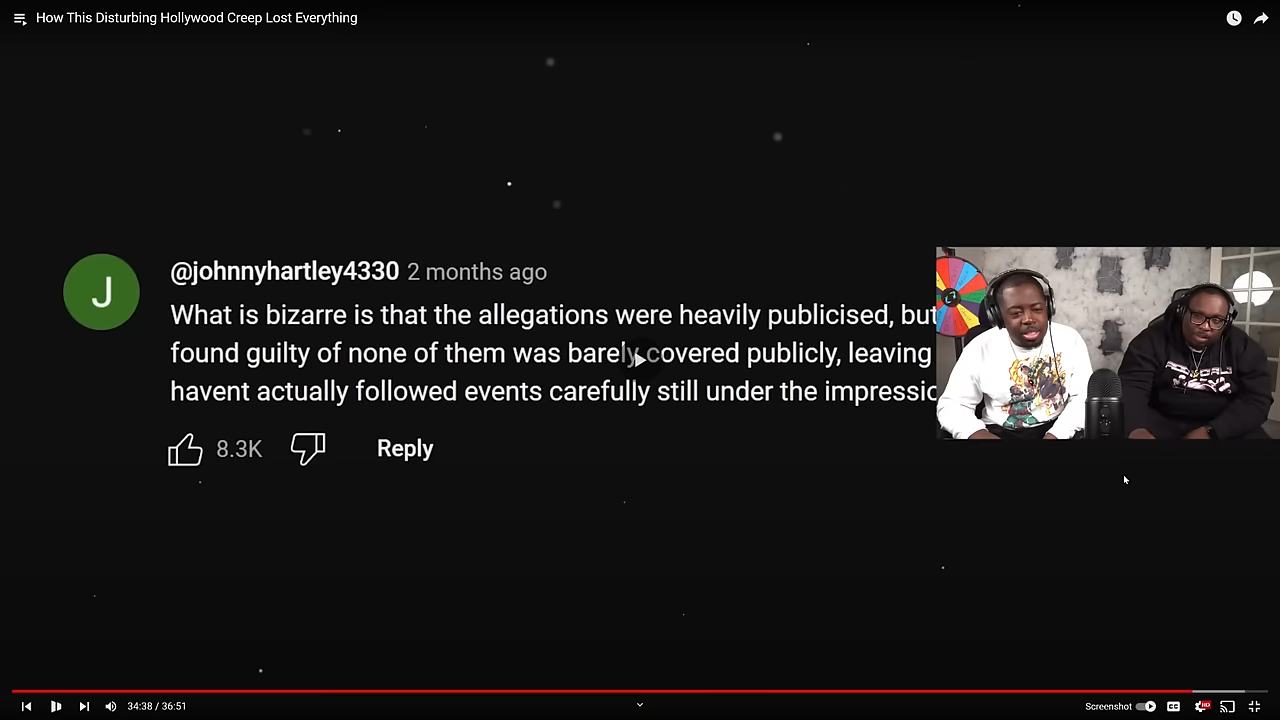 How This Disturbing Hollywood Creep Lost Everything
J
@johnnyhartley4330 2 months ago
What is bizarre is that the allegations were heavily publicised, but
found guilty of none of them was barely covered publicly, leaving
havent actually followed events carefully still under the impressio
8.3K
Reply
34:38 / 36:51
Screenshot
CC
HD